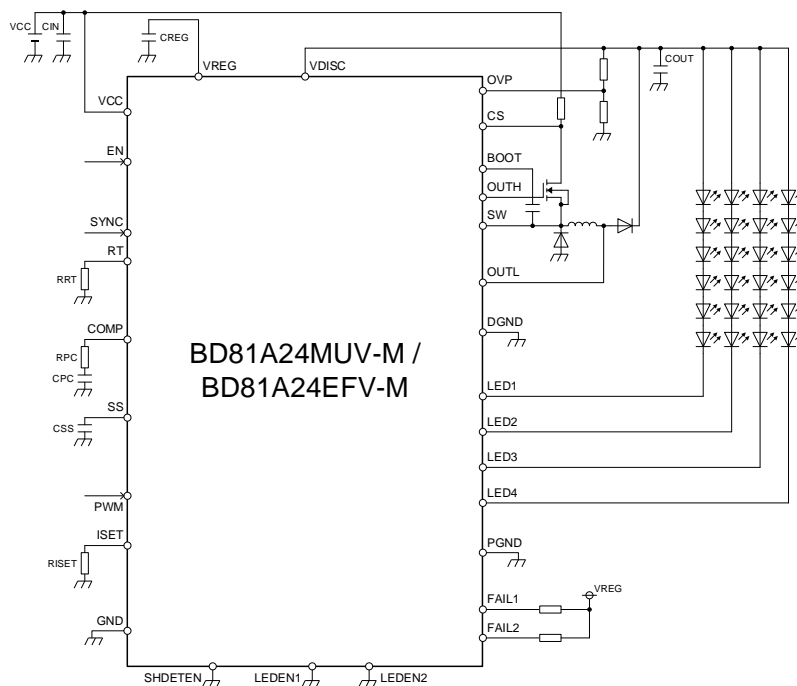 VCC
CIN
CREG
VREG
VDISC
COUT
OVP
VCC
CS
EN
BOOT
OUTH
SYNC
SW
RT
RRT
OUTL
COMP
DGND
RPC
CPC
BD81A24MUV-M /
BD81A24EFV-M
LED1
SS
CSS
LED2
LED3
LED4
PWM
ISET
PGND
RISET
VREG
FAIL1
GND
FAIL2
SHDETEN
LEDEN1
LEDEN2